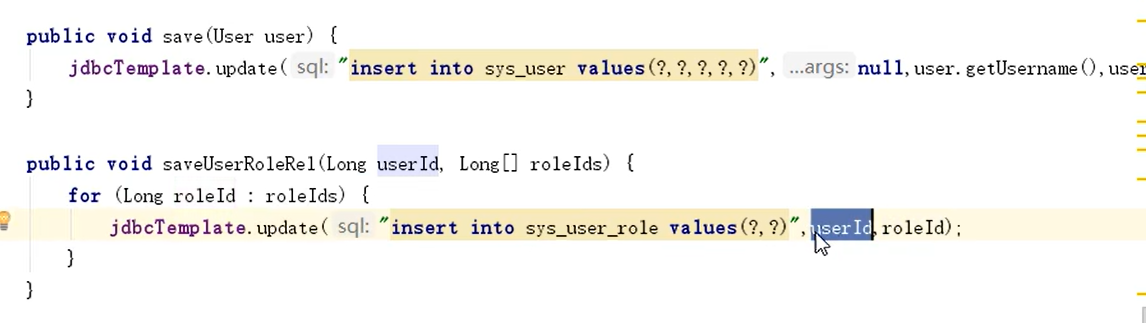 public void save(User user) {
jdbcTemplate.update( sql: "insert into sys_user values(?,?,?,?,?)", ...args: null,user.getUsername(),user
}
public void saveUserRoleRel(Long userId, Long[] roleIds) {
for (Long roleId : roleIds) {
jdbcTemplate.update( sql: "insert into sys_user_role values(?,?)",userId,roleId);
}
}